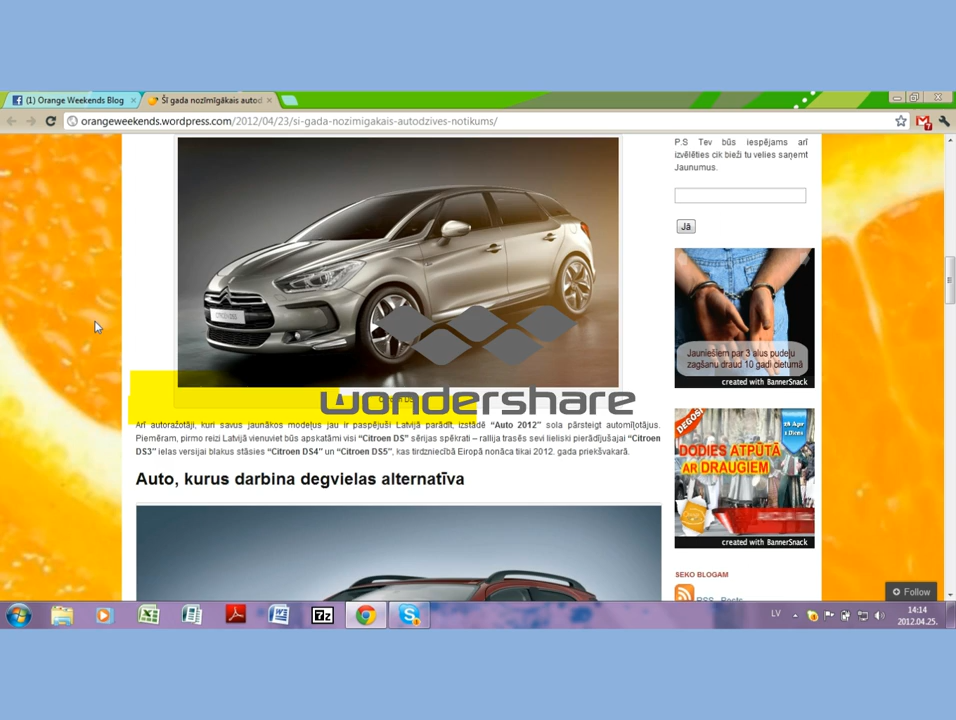 (1) Orange Weekends Blog
Šī gada nozīmīgākais autod
orangeweekends.wordpress.com/2012/04/23/si-gada-nozimigakais-autodzives-notikums/
P.S Tev būs iespējams arī
izvēlēties cik bieži tu velies saņemt
Jaunumus.
Jā
Jauniešiem par 3 alus pudeļu
zagšanu draud 10 gadi cietumā
created with BannerSnack
wondershare
Arī autoražotāji, kuri savus jaunākos modeļus jau ir paspējuši Latvijā parādīt, izstādē “Auto 2012” sola pārsteigt automīļotājus.
Piemēram, pirmo reizi Latvijā vienuviet būs apskatāmi visi “Citroen DS” sērijas spēkrati – rallija trasēs sevi lieliski pierādījušajai “Citroen
DS3” ielas versijai blakus stāsies “Citroen DS4” un “Citroen DS5”, kas tirdzniecībā Eiropā nonāca tikai 2012. gada priekšvakarā.
Auto, kurus darbina degvielas alternatīva
DODIES ATPŪTĀ
AR DRAUGIEM
created with BannerSnack
SEKO BLOGAM
RSS - Posts
Follow
7z
LV
14:14
2012.04.25.